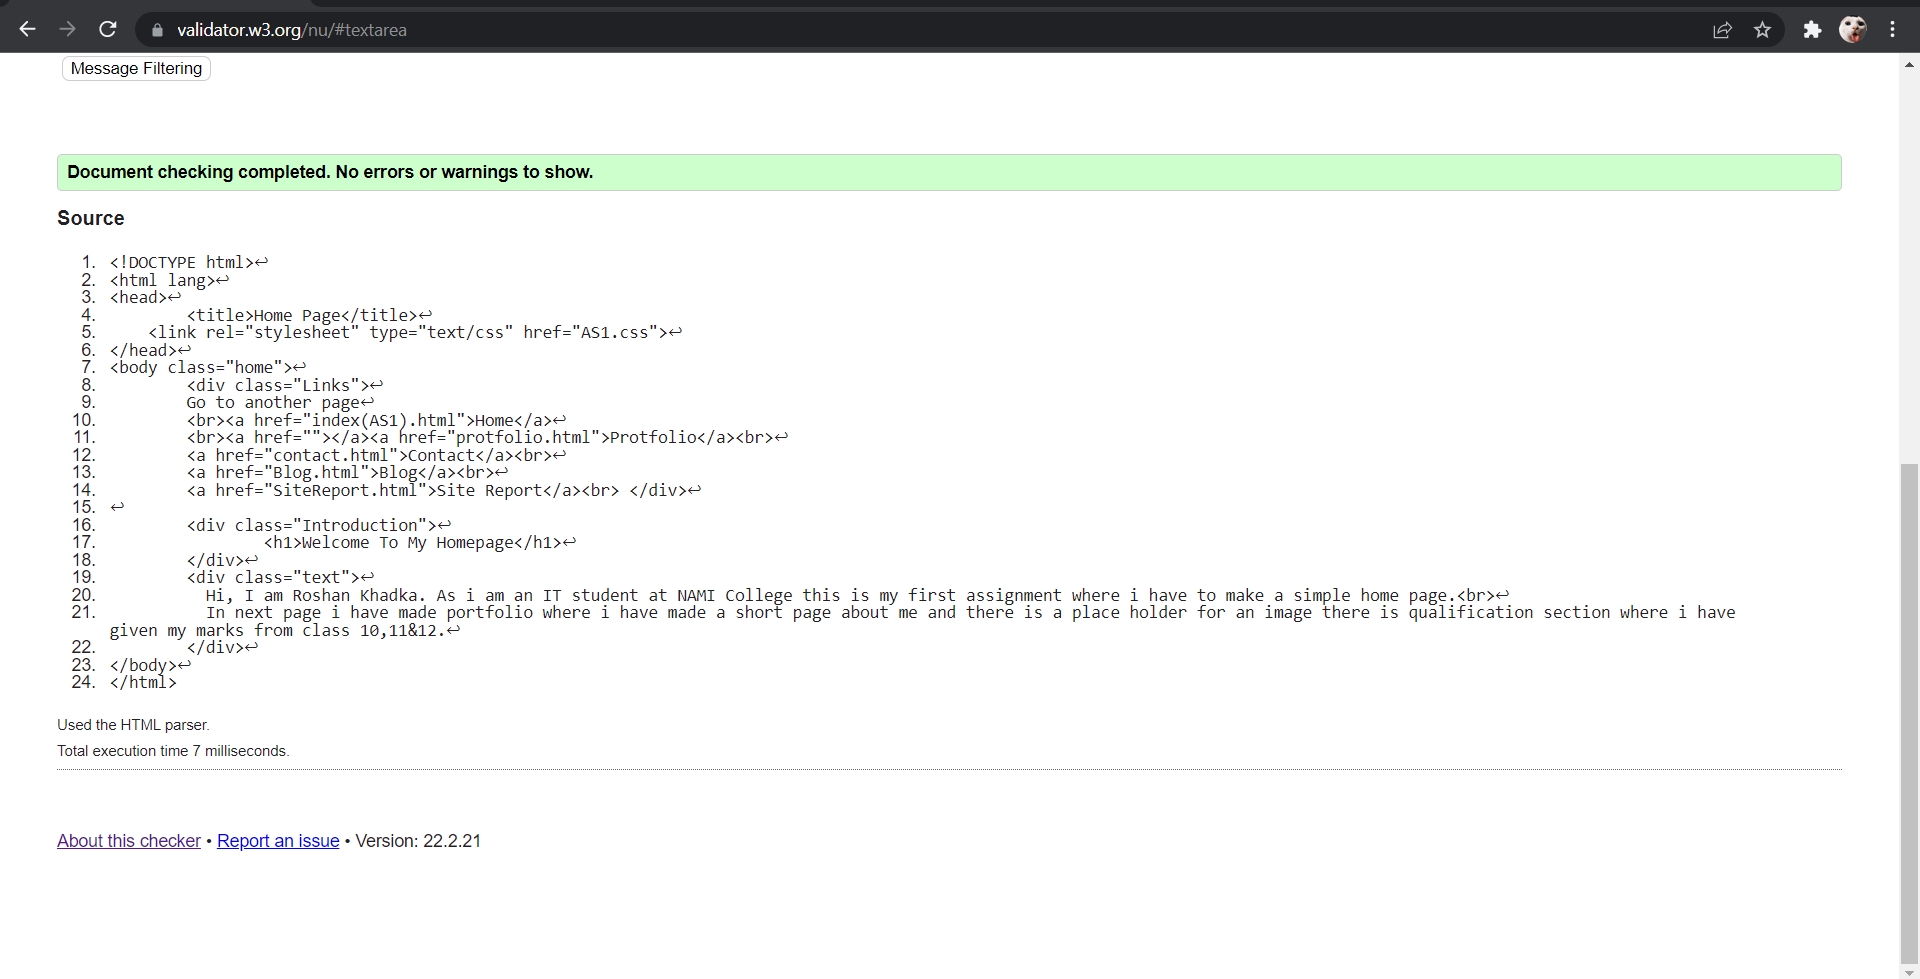 validator.w3.org/nu/#textarea
Message Filtering
Document checking completed. No errors or warnings to show.
Source
1. <!DOCTYPE html>↩
2. <html lang>↩
3. <head>↩
4. <title>Home Page</title>↩
5. <link rel="stylesheet" type="text/css" href="AS1.css">↩
6. </head>↩
7. <body class="home">↩
8. <div class="Links">↩
9. Go to another page↩
10. <br><a href="index(AS1).html">Home</a>↩
11. <br><a href=""></a><a href="protfolio.html">Protfolio</a><br>↩
12. <a href="contact.html">Contact</a><br>↩
13. <a href="Blog.html">Blog</a><br>↩
14. <a href="SiteReport.html">Site Report</a><br> </div>↩
15. ↩
16. <div class="Introduction">↩
17. <h1>Welcome To My Homepage</h1>↩
18. </div>↩
19. <div class="text">↩
20. Hi, I am Roshan Khadka. As i am an IT student at NAMI College this is my first assignment where i have to make a simple home page.<br>↩
21. In next page i have made portfolio where i have made a short page about me and there is a place holder for an image there is qualification section where i have
given my marks from class 10,11&12.↩
22. </div>↩
23. </body>↩
24. </html>
Used the HTML parser.
Total execution time 7 milliseconds.
About this checker • Report an issue • Version: 22.2.21